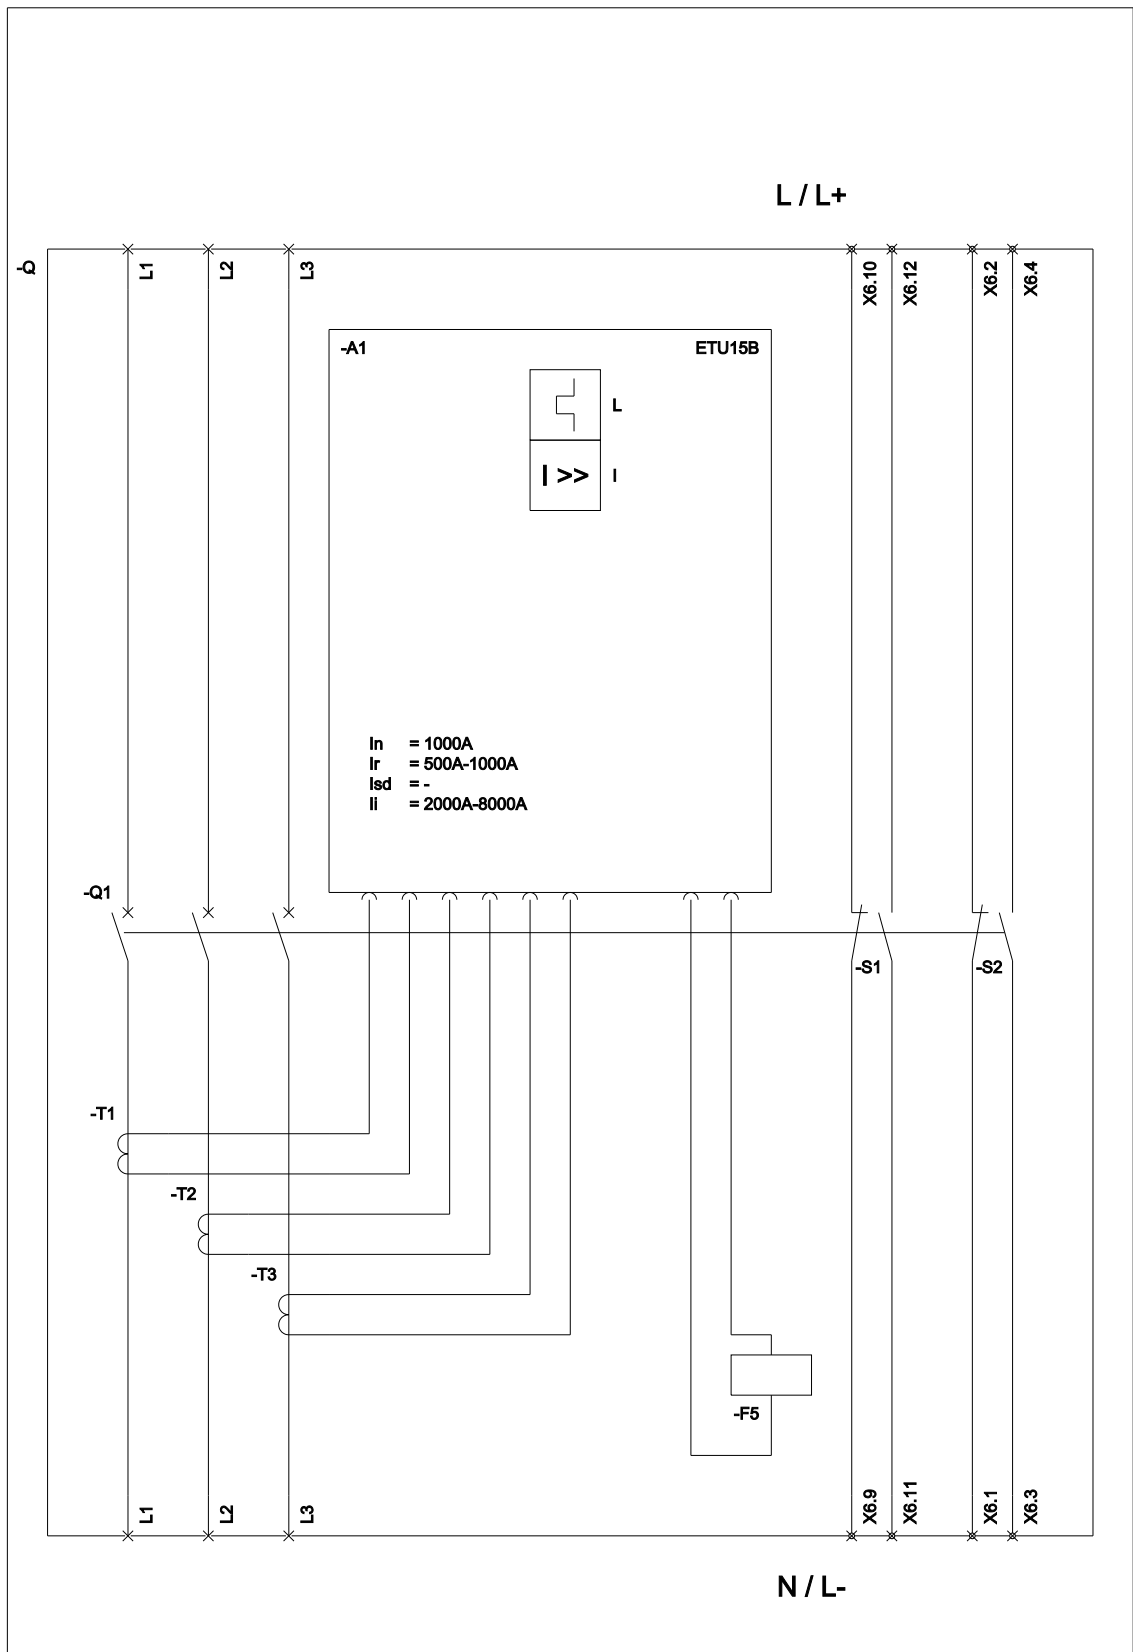 L / L+
-Q
L1
L2
L3
X6.10
X6.12
X6.2
X6.4
-A1
ETU15B
L
I >>
I
In = 1000A
Ir = 500A-1000A
Isd = -
Ii = 2000A-8000A
-Q1
-S1
-S2
-T1
-T2
-T3
-F5
L1
L2
L3
X6.9
X6.11
X6.1
X6.3
N / L-